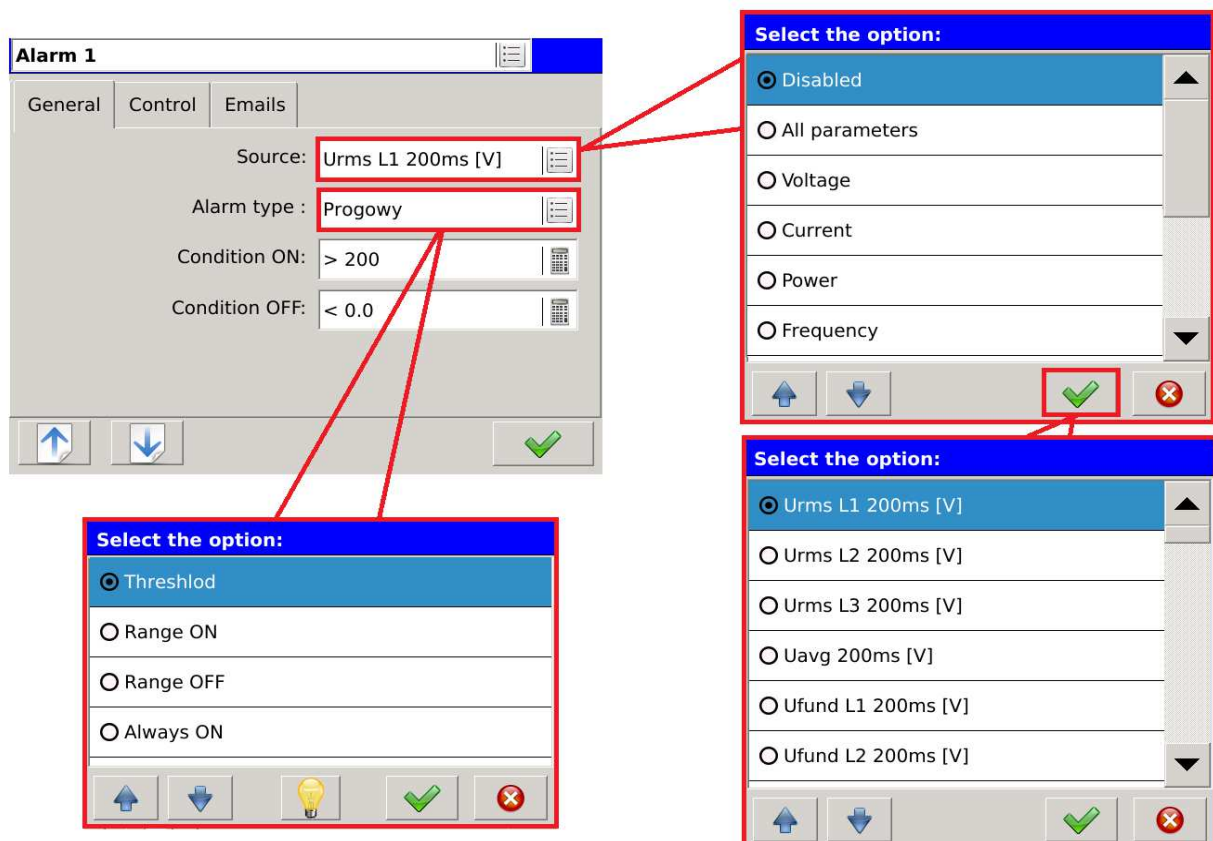 Alarm 1
General Control Emails
Source: Urms L1 200ms [V]
Alarm type : Progowy
Condition ON: > 200
Condition OFF: < 0.0
Select the option:
Disabled
All parameters
Voltage
Current
Power
Frequency
Select the option:
Threshlod
Range ON
Range OFF
Always ON
Select the option:
Urms L1 200ms [V]
Urms L2 200ms [V]
Urms L3 200ms [V]
Uavg 200ms [V]
Ufund L1 200ms [V]
Ufund L2 200ms [V]